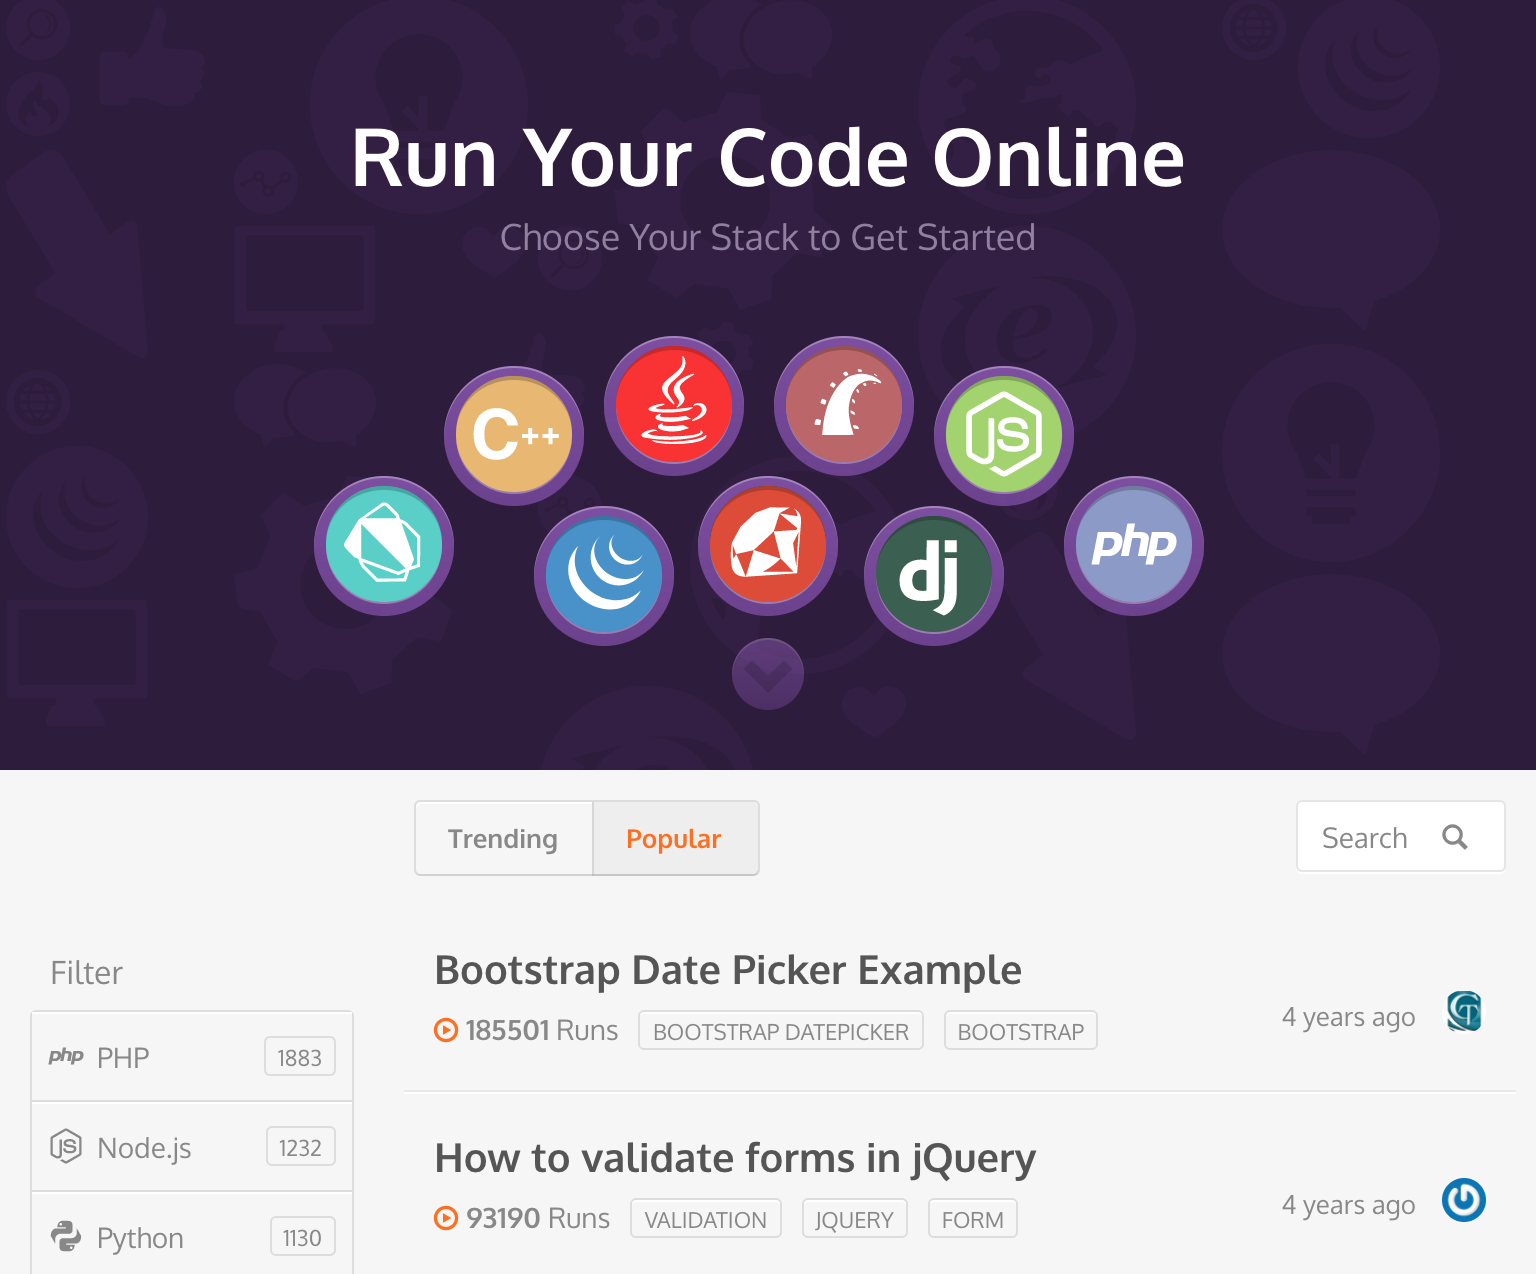 Run Your Code Online
Choose Your Stack to Get Started
C++
JS
dj
php
Trending
Popular
Search
Filter
php PHP 1883
JS Node.js 1232
Python 1130
Bootstrap Date Picker Example
185501 Runs BOOTSTRAP DATEPICKER BOOTSTRAP
4 years ago
How to validate forms in jQuery
93190 Runs VALIDATION JQUERY FORM
4 years ago